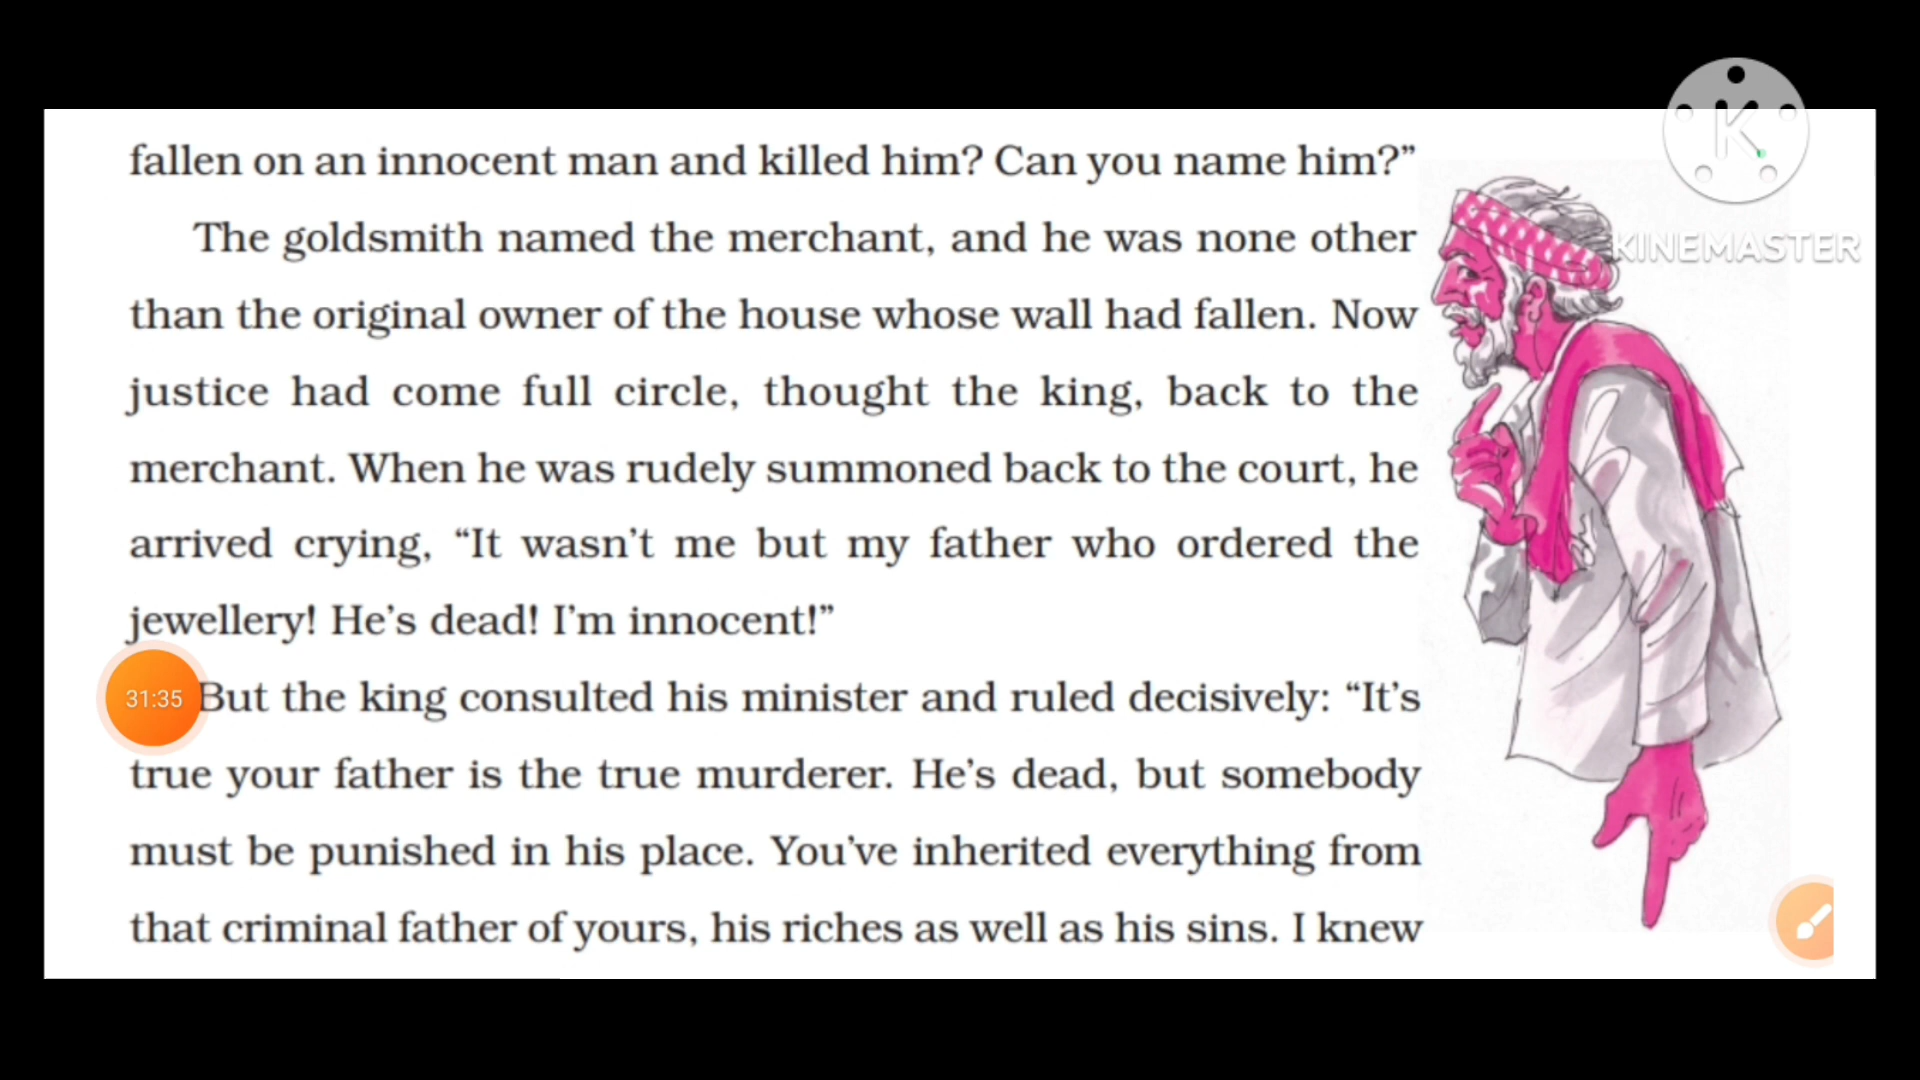 fallen on an innocent man and killed him? Can you name him?”
The goldsmith named the merchant, and he was none other
than the original owner of the house whose wall had fallen. Now
justice had come full circle, thought the king, back to the
merchant. When he was rudely summoned back to the court, he
arrived crying, “It wasn’t me but my father who ordered the
jewellery! He’s dead! I’m innocent!”
But the king consulted his minister and ruled decisively: “It’s
true your father is the true murderer. He’s dead, but somebody
must be punished in his place. You’ve inherited everything from
that criminal father of yours, his riches as well as his sins. I knew
31:35
K
KINEMASTER